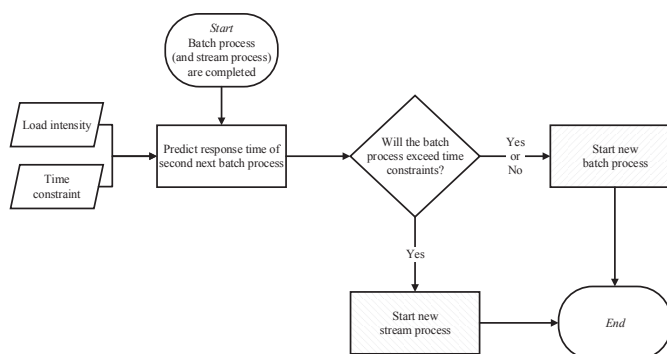 Start
Batch process
(and stream process)
are completed
Load intensity
Time
constraint
Predict response time of
second next batch process
Will the batch
process exceed time
constraints?
Yes
or
No
Start new
batch process
Yes
Start new
stream process
End